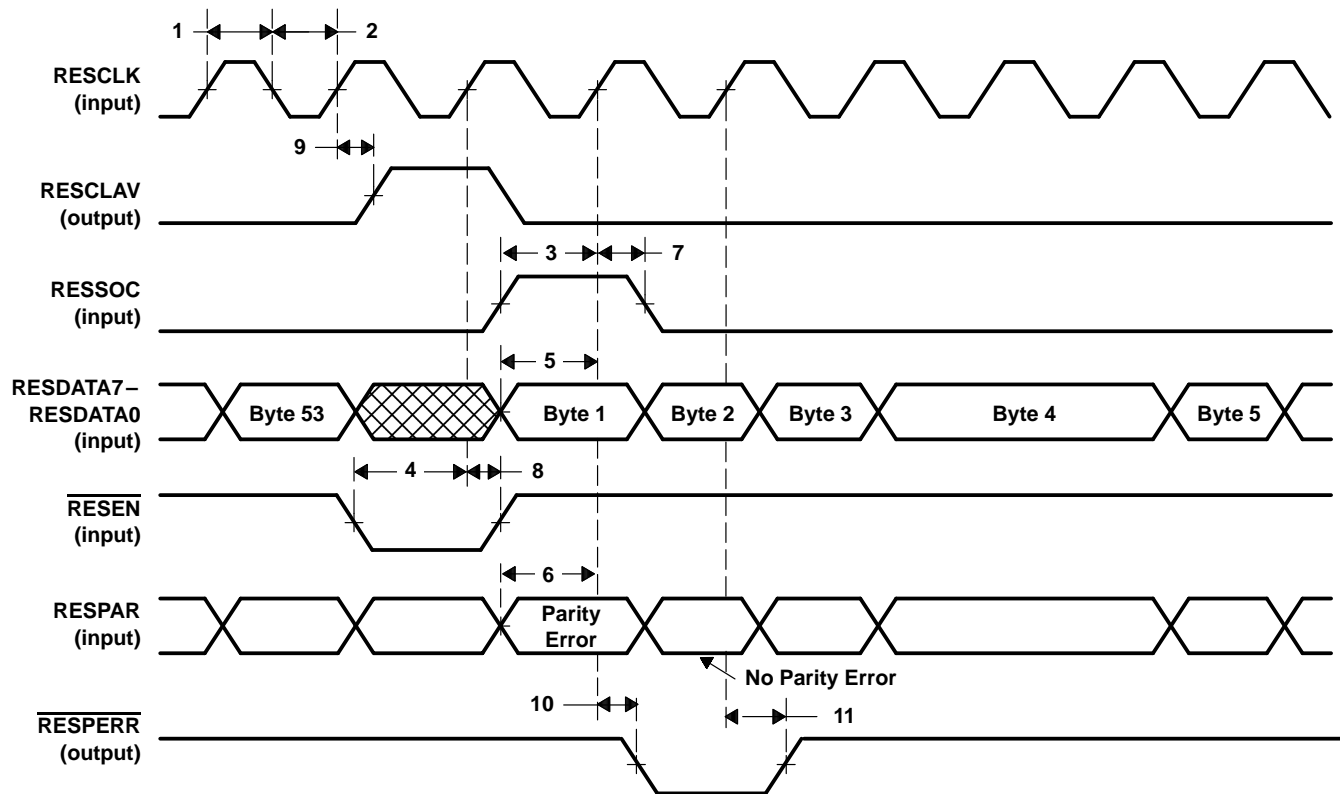 1
2
RESCLK
(input)
9
RESCLAV
(output)
3
7
RESSOC
(input)
5
RESDATA7–
RESDATA0
(input)
Byte 53
Byte 1
Byte 2
Byte 3
Byte 4
Byte 5
4
8
RESEN
(input)
6
RESPAR
(input)
Parity
Error
No Parity Error
10
11
RESPERR
(output)